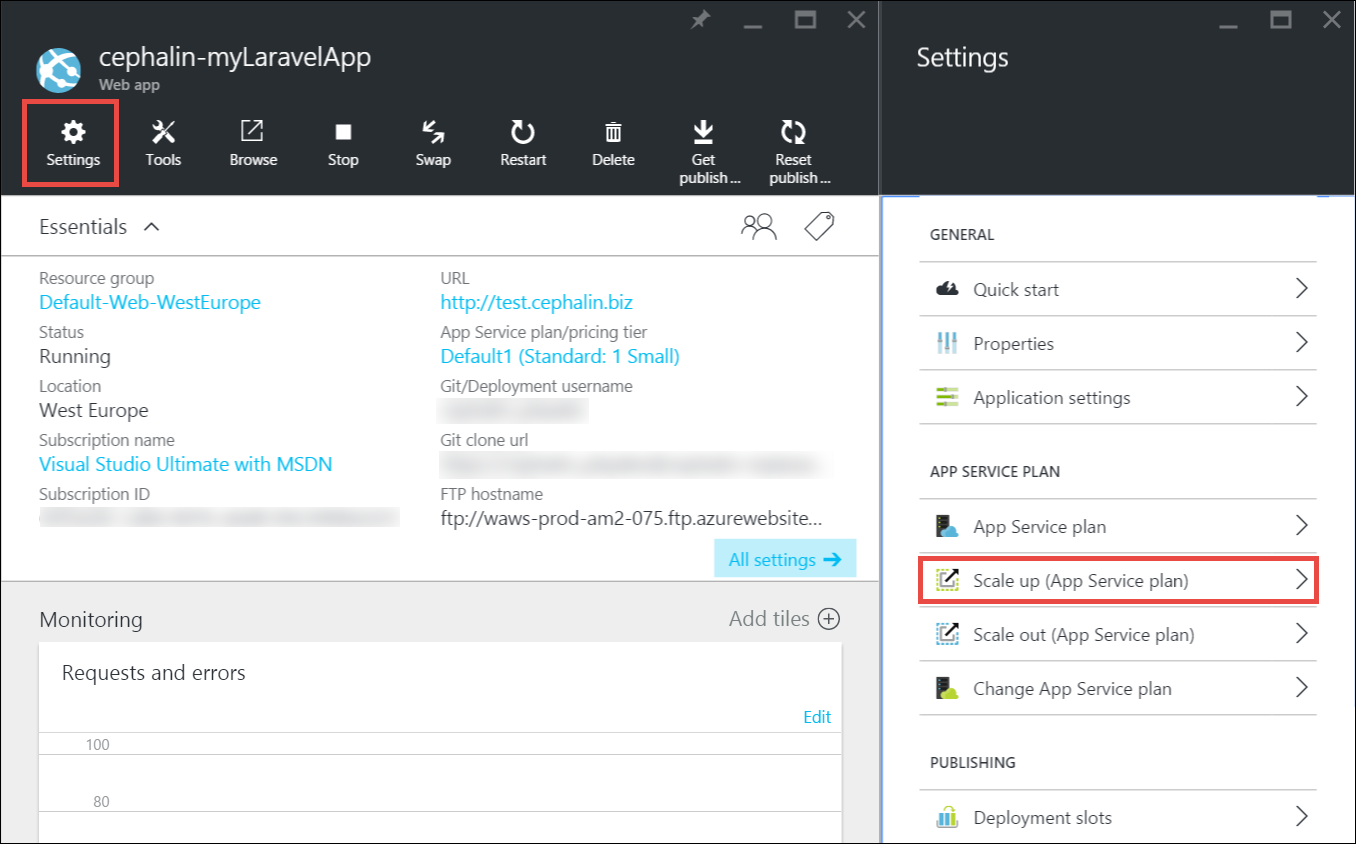 cephalin-myLaravelApp
Web app
Settings
Tools
Browse
Stop
Swap
Restart
Delete
Get
publish ...
Reset
publish ...
Essentials
Resource group
Default-Web-WestEurope
Status
Running
Location
West Europe
Subscription name
Visual Studio Ultimate with MSDN
Subscription ID
URL
http://test.cephalin.biz
App Service plan/pricing tier
Default1 (Standard: 1 Small)
Git/Deployment username
Git clone url
FTP hostname
ftp://waws-prod-am2-075.ftp.azurewebsite...
All settings
Monitoring
Add tiles
Requests and errors
Edit
100
80
Settings
GENERAL
Quick start
Properties
Application settings
APP SERVICE PLAN
App Service plan
Scale up (App Service plan)
Scale out (App Service plan)
Change App Service plan
PUBLISHING
Deployment slots